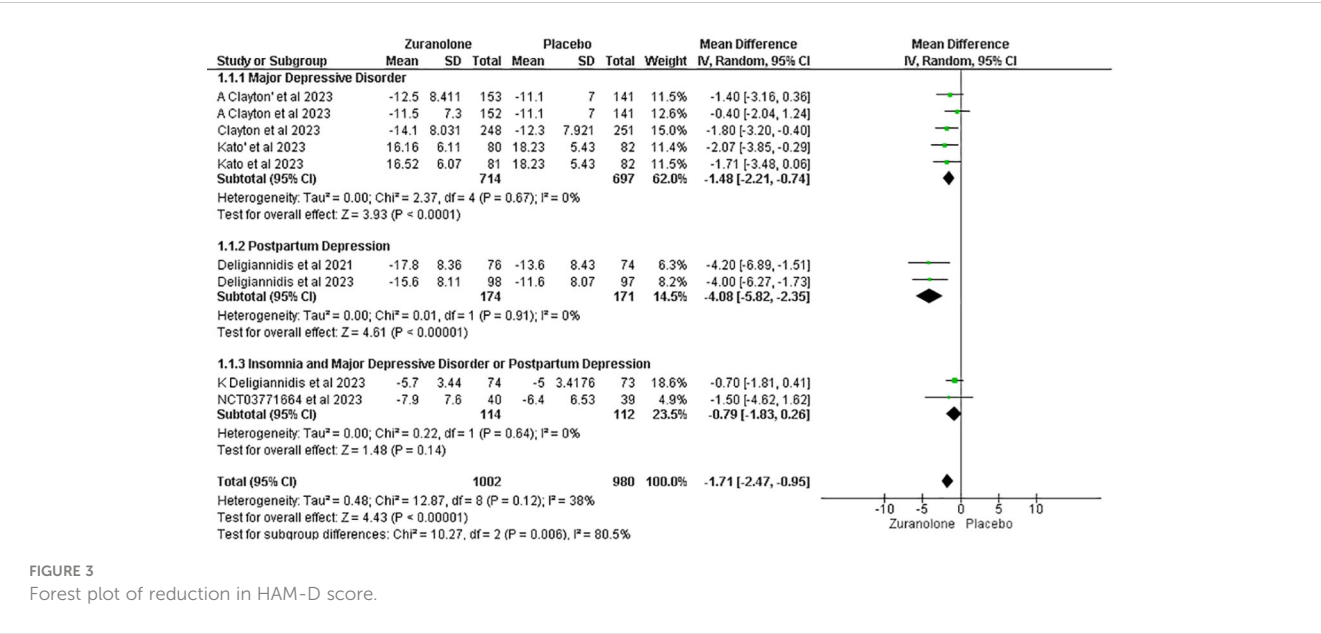 Zuranolone Placebo Mean Difference Mean Difference
Study or Subgroup Mean SD Total Mean SD Total Weight IV, Random, 95% CI IV, Random, 95% CI
1.1.1 Major Depressive Disorder
A Clayton' et al 2023 -12.5 8.411 153 -11.1 7 141 11.5% -1.40 [-3.16, 0.36]
A Clayton et al 2023 -11.5 7.3 152 -11.1 7 141 12.6% -0.40 [-2.04, 1.24]
Clayton et al 2023 -14.1 8.031 248 -12.3 7.921 251 15.0% -1.80 [-3.20, -0.40]
Kato' et al 2023 16.16 6.11 80 18.23 5.43 82 11.4% -2.07 [-3.85, -0.29]
Kato et al 2023 16.52 6.07 81 18.23 5.43 82 11.5% -1.71 [-3.48, 0.06]
Subtotal (95% CI) 714 697 62.0% -1.48 [-2.21, -0.74]
Heterogeneity: Tau² = 0.00; Chi² = 2.37, df = 4 (P = 0.67); I² = 0%
Test for overall effect: Z = 3.93 (P < 0.0001)
1.1.2 Postpartum Depression
Deligiannidis et al 2021 -17.8 8.36 76 -13.6 8.43 74 6.3% -4.20 [-6.89, -1.51]
Deligiannidis et al 2023 -15.6 8.11 98 -11.6 8.07 97 8.2% -4.00 [-6.27, -1.73]
Subtotal (95% CI) 174 171 14.5% -4.08 [-5.82, -2.35]
Heterogeneity: Tau² = 0.00; Chi² = 0.01, df = 1 (P = 0.91); I² = 0%
Test for overall effect: Z = 4.61 (P < 0.00001)
1.1.3 Insomnia and Major Depressive Disorder or Postpartum Depression
K Deligiannidis et al 2023 -5.7 3.44 74 -5 3.4176 73 18.6% -0.70 [-1.81, 0.41]
NCT03771664 et al 2023 -7.9 7.6 40 -6.4 6.53 39 4.9% -1.50 [-4.62, 1.62]
Subtotal (95% CI) 114 112 23.5% -0.79 [-1.83, 0.26]
Heterogeneity: Tau² = 0.00; Chi² = 0.22, df = 1 (P = 0.64); I² = 0%
Test for overall effect: Z = 1.48 (P = 0.14)
Total (95% CI) 1002 980 100.0% -1.71 [-2.47, -0.95]
Heterogeneity: Tau² = 0.48; Chi² = 12.87, df = 8 (P = 0.12); I² = 38%
Test for overall effect: Z = 4.43 (P < 0.00001)
Test for subgroup differences: Chi² = 10.27, df = 2 (P = 0.006), I² = 80.5%
-10 -5 0 5 10
Zuranolone Placebo
FIGURE 3
Forest plot of reduction in HAM-D score.